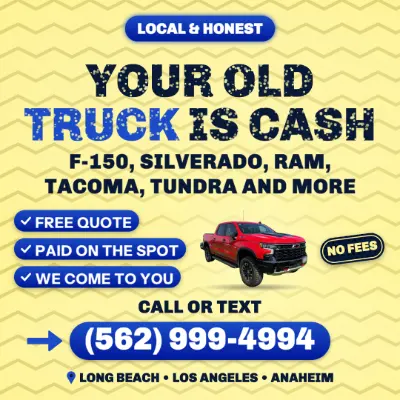 LOCAL & HONEST
YOUR OLD
TRUCK IS CASH
F-150, SILVERADO, RAM,
TACOMA, TUNDRA AND MORE
FREE QUOTE
PAID ON THE SPOT
WE COME TO YOU
NO FEES
CALL OR TEXT
(562) 999-4994
LONG BEACH • LOS ANGELES • ANAHEIM